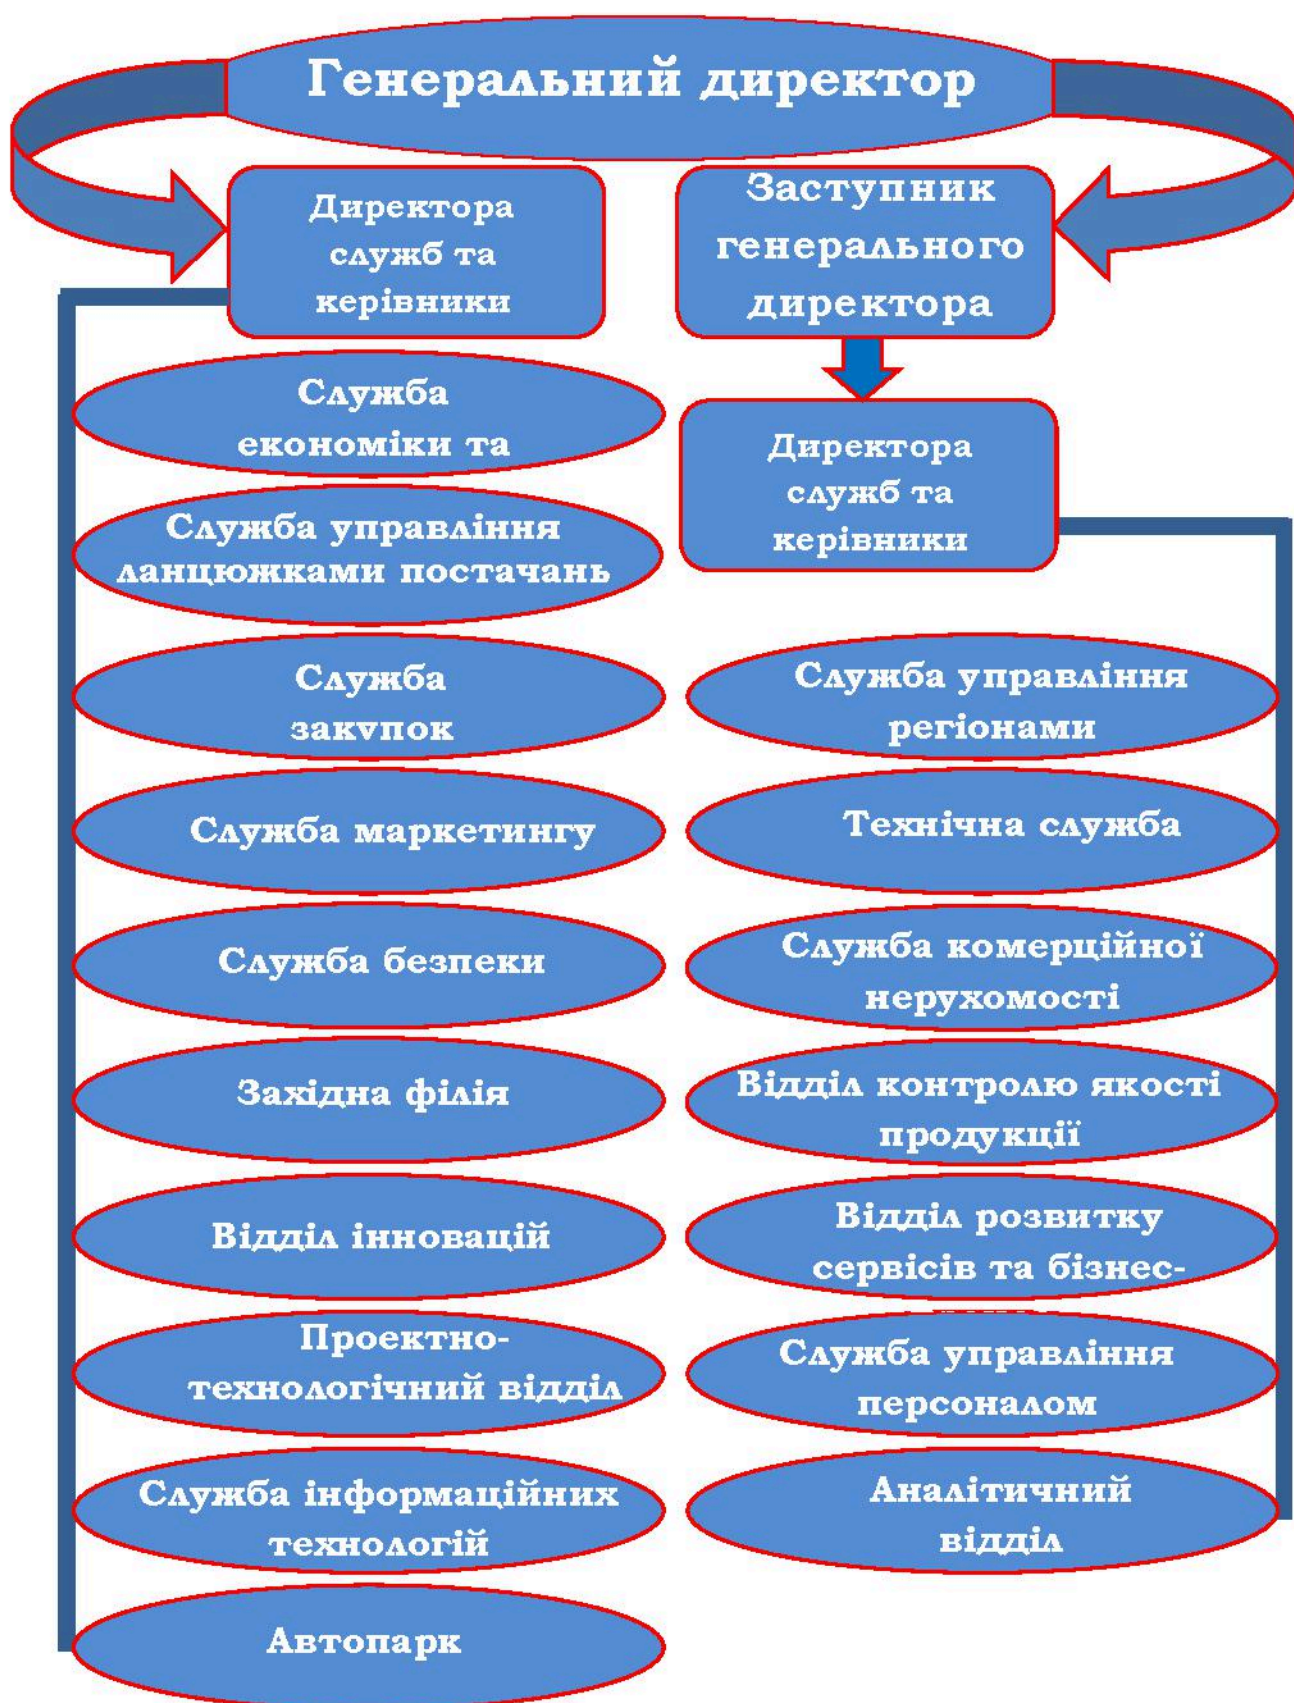 Генеральний директор
Директора
служб та
керівники
Заступник
генерального
директора
Служба
економіки та
Директора
служб та
керівники
Служба управління
ланцюжками постачань
Служба
закупок
Служба управління
регіонами
Служба маркетингу
Технічна служба
Служба безпеки
Служба комерційної
нерухомості
Західна філія
Відділ контролю якості
продукції
Відділ інновацій
Відділ розвитку
сервісів та бізнес-
Проектно-
технологічний відділ
Служба управління
персоналом
Служба інформаційних
технологій
Аналітичний
відділ
Автопарк